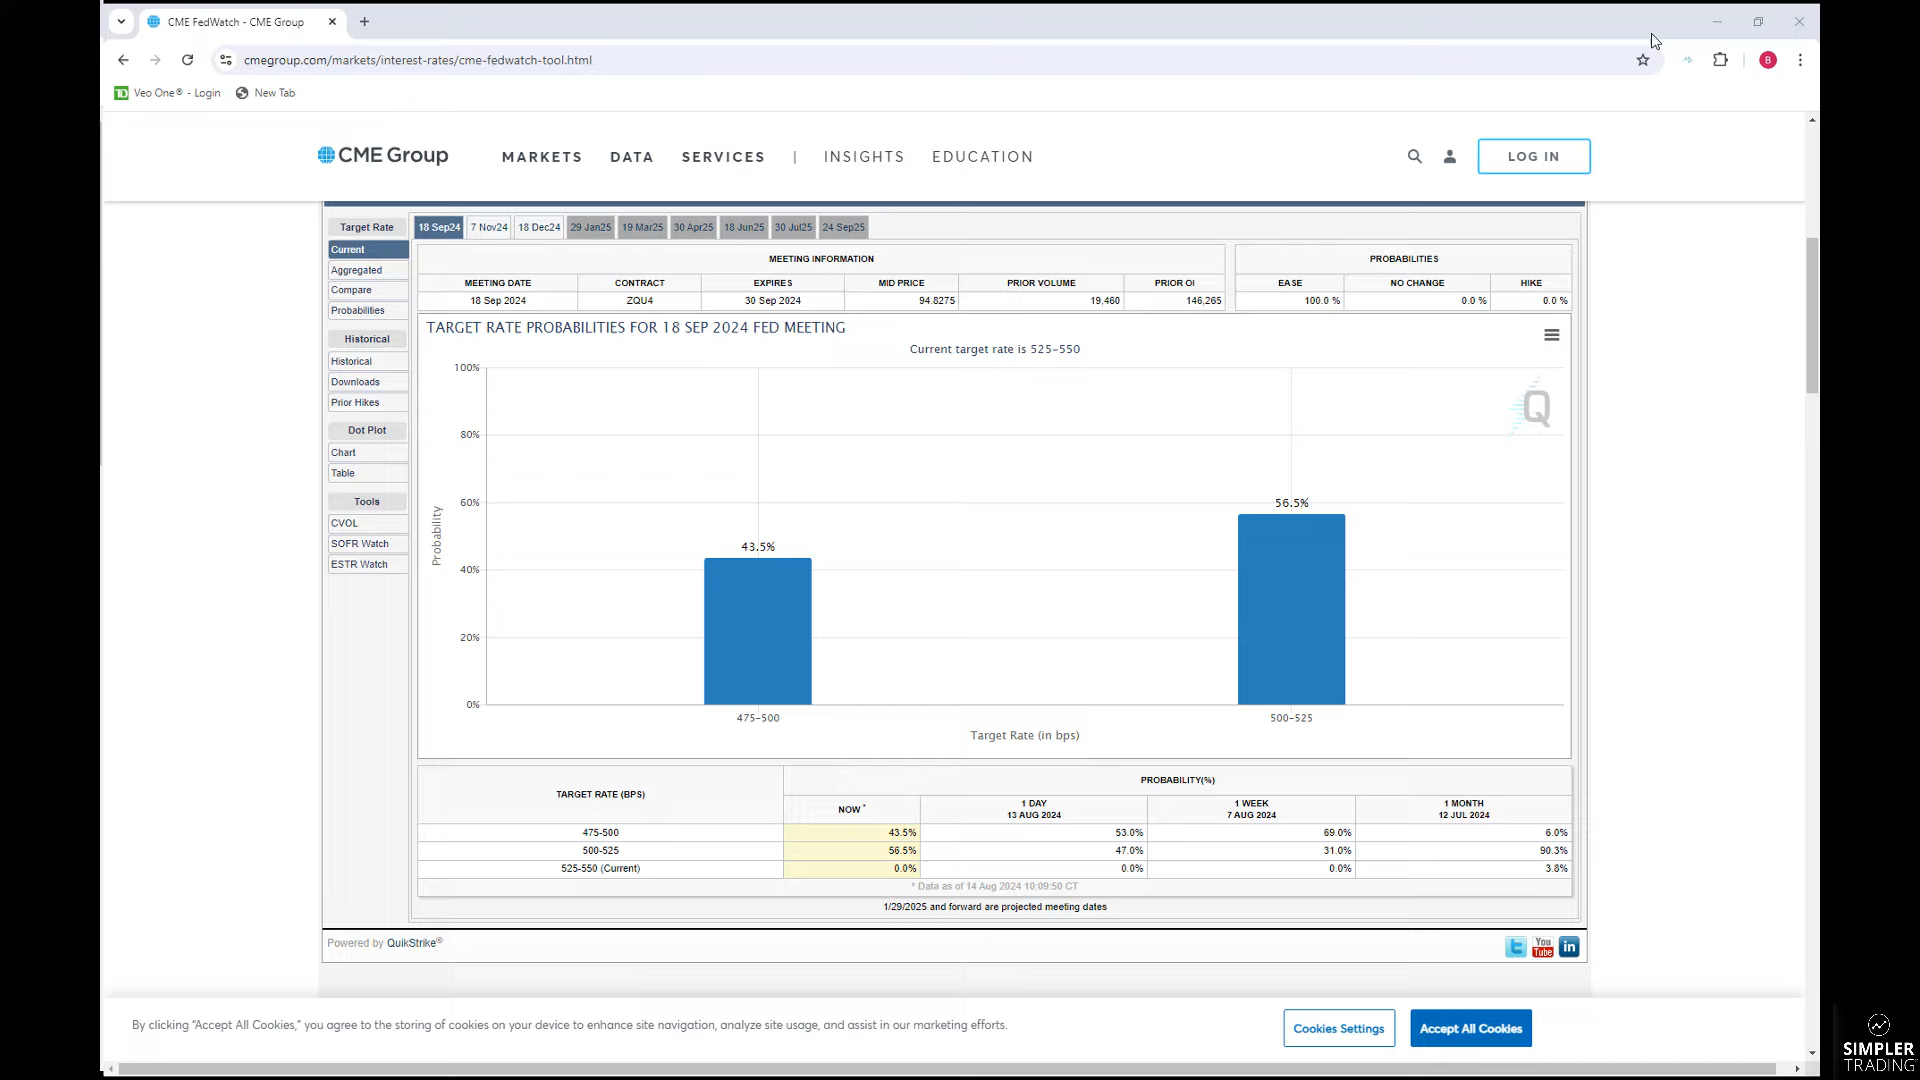 CME FedWatch - CME Group
cmegroup.com/markets/interest-rates/cme-fedwatch-tool.html
B
Veo One® - Login
New Tab
CME Group
MARKETS DATA SERVICES | INSIGHTS EDUCATION
LOG IN
Target Rate
Current
Aggregated
Compare
Probabilities
Historical
Historical
Downloads
Prior Hikes
Dot Plot
Chart
Table
Tools
CVOL
SOFR Watch
ESTR Watch
18 Sep24 7 Nov24 18 Dec24 29 Jan25 19 Mar25 30 Apr25 18 Jun25 30 Jul25 24 Sep25
MEETING INFORMATION
MEETING DATE CONTRACT EXPIRES MID PRICE PRIOR VOLUME PRIOR OI
18 Sep 2024 ZQU4 30 Sep 2024 94.8275 19,460 146,265
PROBABILITIES
EASE NO CHANGE HIKE
100.0 % 0.0 % 0.0 %
TARGET RATE PROBABILITIES FOR 18 SEP 2024 FED MEETING
Current target rate is 525-550
Q
Probability
100%
80%
60%
40%
20%
0%
43.5%
56.5%
475-500
500-525
Target Rate (in bps)
TARGET RATE (BPS)
PROBABILITY(%)
NOW *
1 DAY
13 AUG 2024
1 WEEK
7 AUG 2024
1 MONTH
12 JUL 2024
475-500 43.5% 53.0% 69.0% 6.0%
500-525 56.5% 47.0% 31.0% 90.3%
525-550 (Current) 0.0% 0.0% 0.0% 3.8%
* Data as of 14 Aug 2024 10:09:50 CT
1/29/2025 and forward are projected meeting dates
Powered by QuikStrike®
t
You
Tube
in
By clicking “Accept All Cookies,” you agree to the storing of cookies on your device to enhance site navigation, analyze site usage, and assist in our marketing efforts.
Cookies Settings
Accept All Cookies
SIMPLER
TRADING